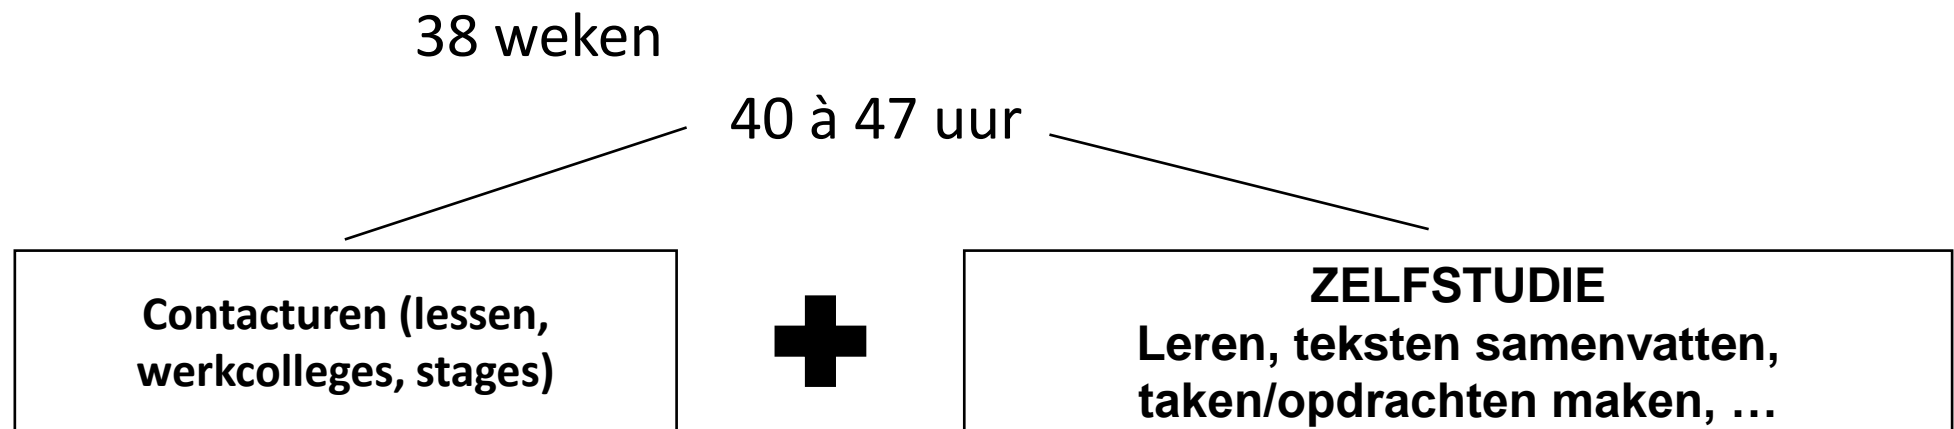 38 weken
40 à 47 uur
Contacturen (lessen,
werkcolleges, stages)
ZELFSTUDIE
Leren, teksten samenvatten,
taken/opdrachten maken, …